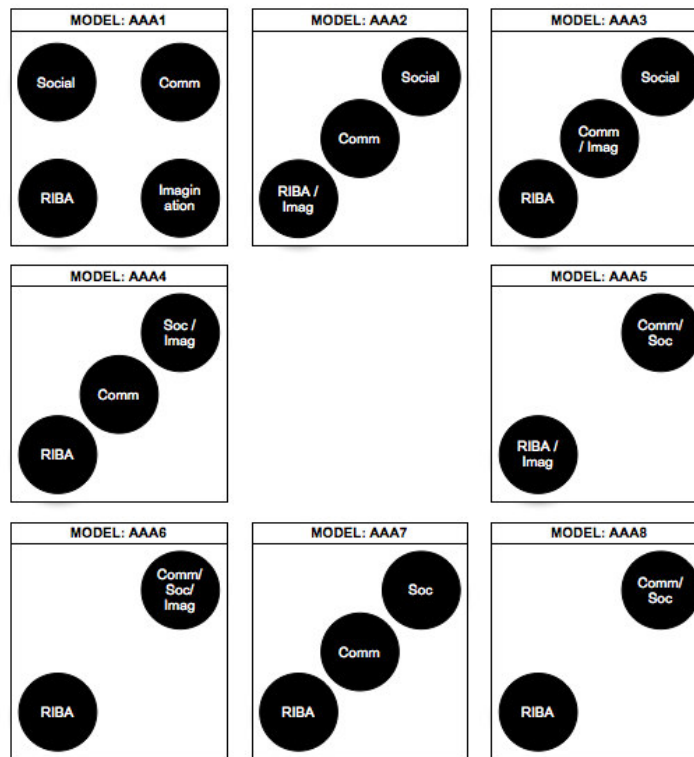 MODEL: AAA1
Social
Comm
RIBA
Imagin
ation
MODEL: AAA2
Social
Comm
RIBA /
Imag
MODEL: AAA3
Social
Comm
/ Imag
RIBA
MODEL: AAA4
Soc /
Imag
Comm
RIBA
MODEL: AAA5
Comm/
Soc
RIBA /
Imag
MODEL: AAA6
Comm/
Soc/
Imag
RIBA
MODEL: AAA7
Soc
Comm
RIBA
MODEL: AAA8
Comm/
Soc
RIBA